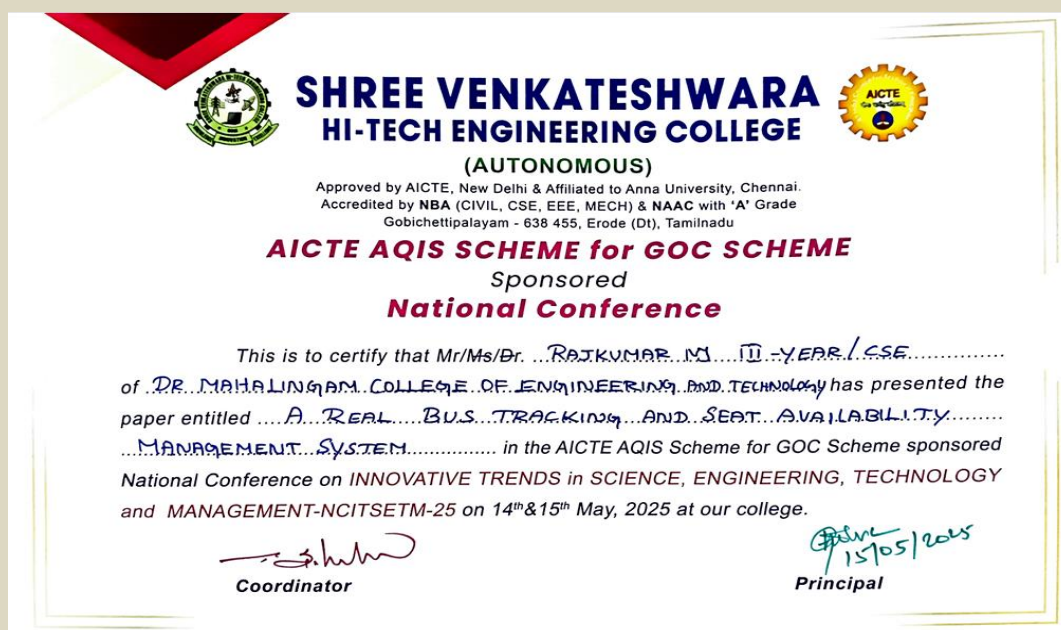 SHREE VENKATESHWARA
HI-TECH ENGINEERING COLLEGE
AICTE
(AUTONOMOUS)
Approved by AICTE, New Delhi & Affiliated to Anna University, Chennai.
Accredited by NBA (CIVIL, CSE, EEE, MECH) & NAAC with 'A' Grade
Gobichettipalayam - 638 455, Erode (Dt), Tamilnadu
AICTE AQIS SCHEME for GOC SCHEME
Sponsored
National Conference
This is to certify that Mr/Ms/Dr. RAJKUMAR M III-YEAR/CSE
of DR. MAHALINGAM COLLEGE OF ENGINEERING AND TECHNOLOGY has presented the
paper entitled A REAL BUS TRACKING AND SEAT AVAILABILITY
MANAGEMENT SYSTEM in the AICTE AQIS Scheme for GOC Scheme sponsored
National Conference on INNOVATIVE TRENDS in SCIENCE, ENGINEERING, TECHNOLOGY
and MANAGEMENT-NCITSETM-25 on 14th&15th May, 2025 at our college.
15/05/2025
Coordinator
Principal